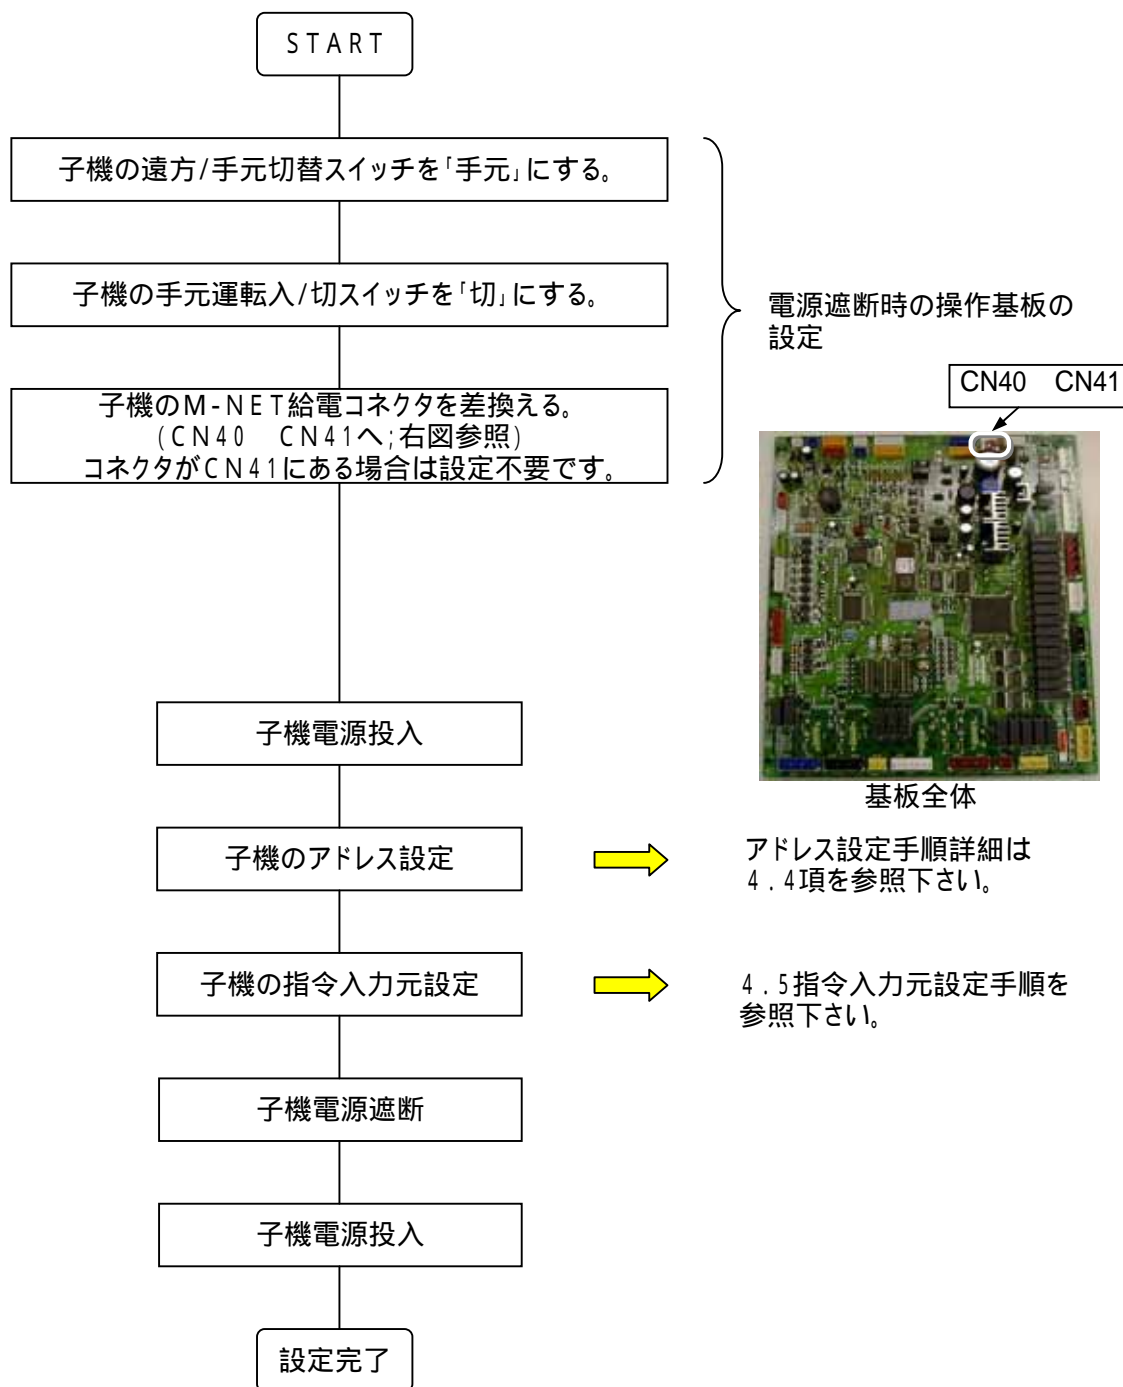 START
子機の遠方/手元切替スイッチを｢手元｣にする。
子機の手元運転入/切スイッチを｢切｣にする。
電源遮断時の操作基板の
設定
CN40 CN41
子機のM-NET給電コネクタを差換える。
(CN40 CN41へ;右図参照)
コネクタがCN41にある場合は設定不要です。
基板全体
子機電源投入
子機のアドレス設定
アドレス設定手順詳細は
4.4項を参照下さい。
子機の指令入力元設定
4.5指令入力元設定手順を
参照下さい。
子機電源遮断
子機電源投入
設定完了